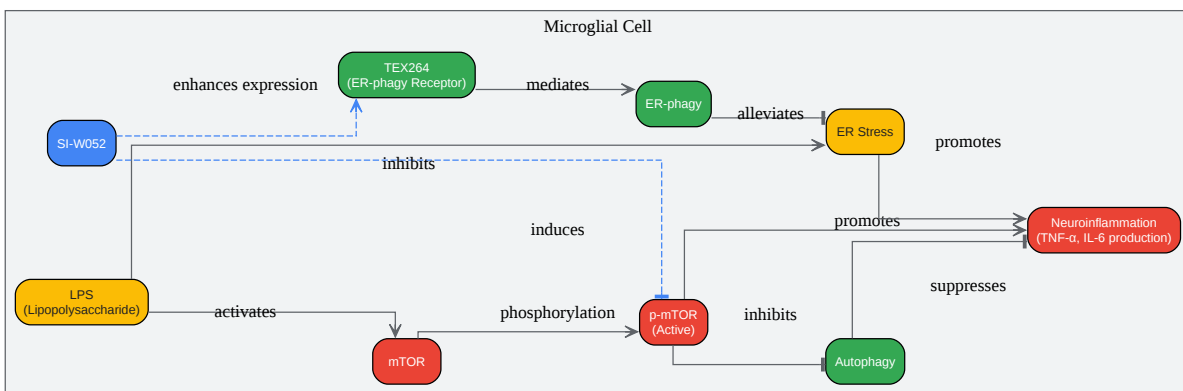 Microglial Cell
TEX264
(ER-phagy Receptor)
enhances expression
mediates
ER-phagy
alleviates
SI-W052
ER Stress
promotes
inhibits
induces
promotes
Neuroinflammation
(TNF-α, IL-6 production)
LPS
(Lipopolysaccharide)
activates
phosphorylation
p-mTOR
(Active)
inhibits
suppresses
mTOR
Autophagy